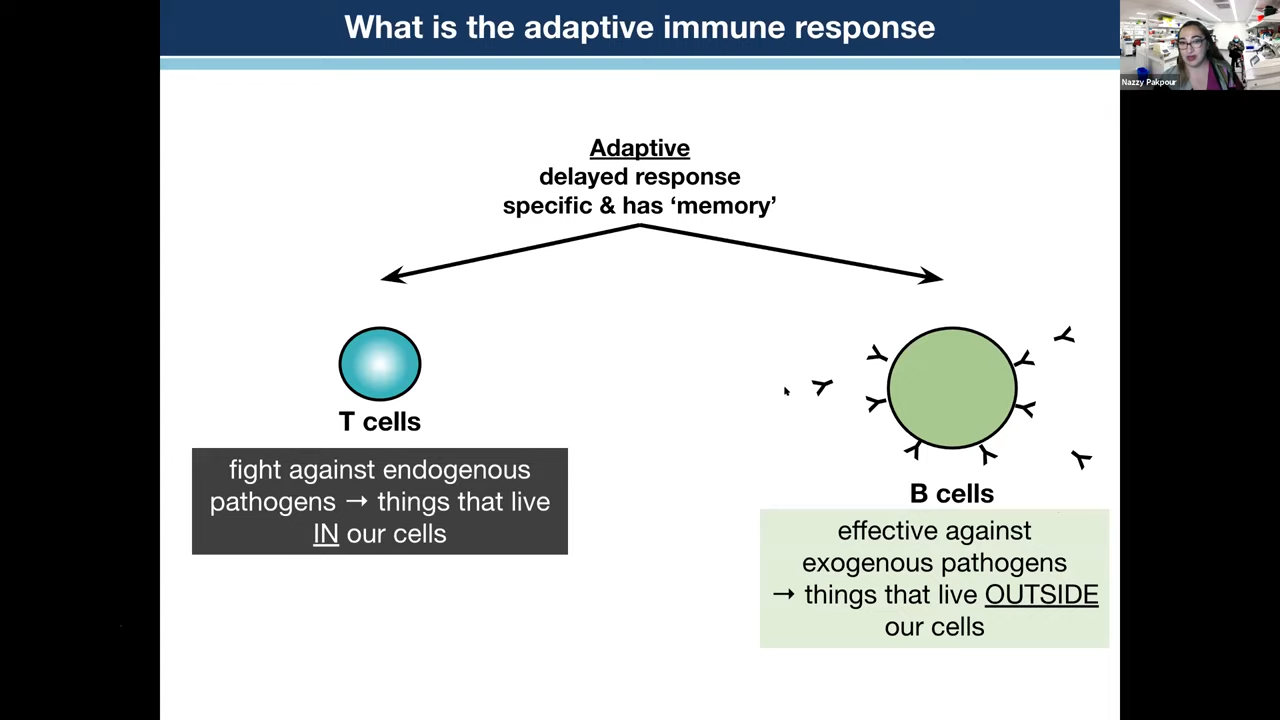 What is the adaptive immune response
Nazzy Pakpour
Adaptive
delayed response
specific & has ‘memory’
T cells
fight against endogenous
pathogens → things that live
IN our cells
B cells
effective against
exogenous pathogens
→ things that live OUTSIDE
our cells